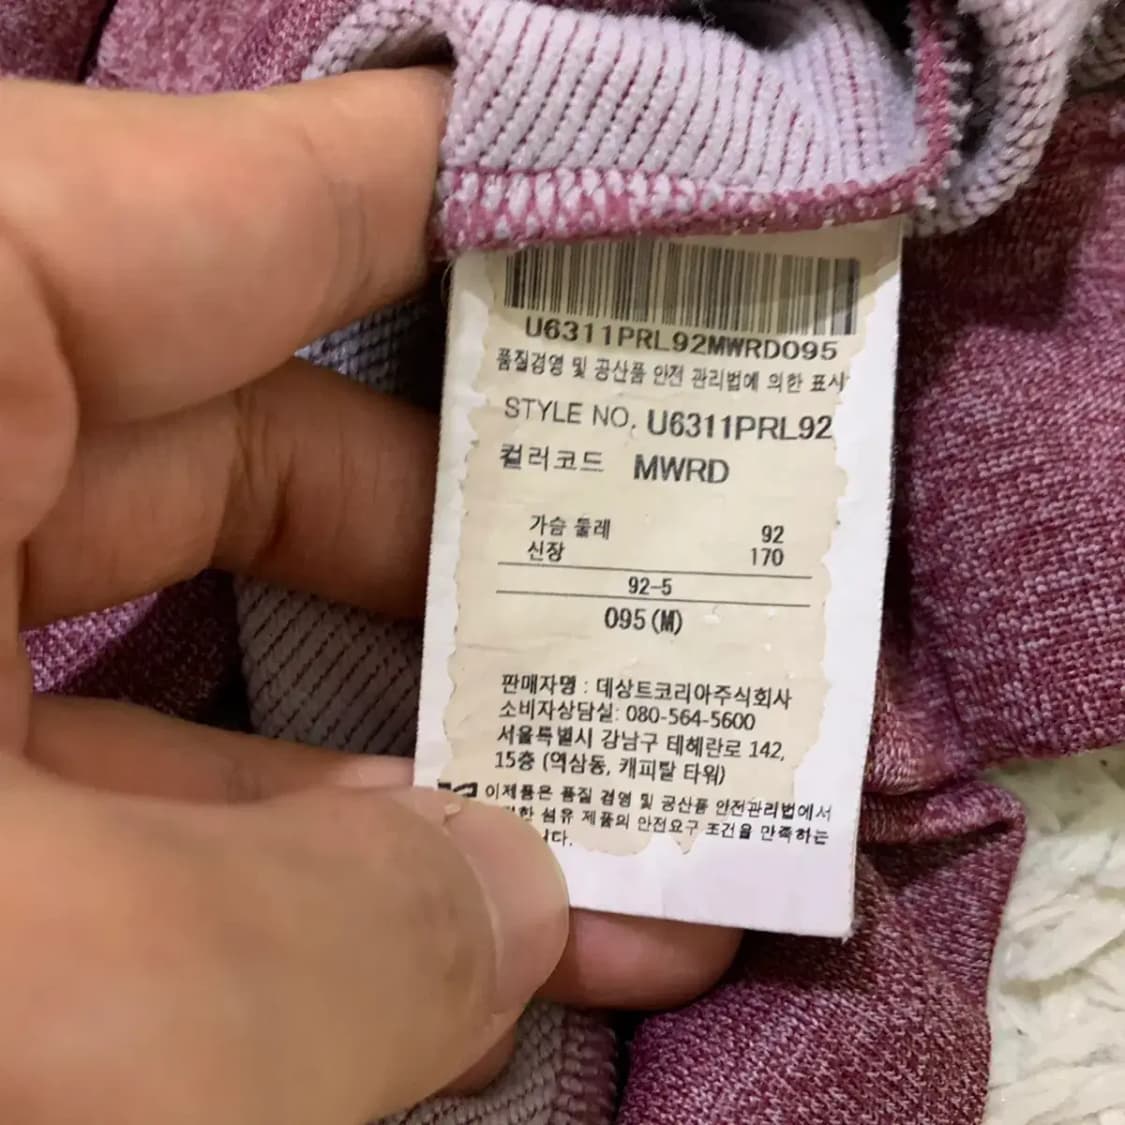 U6311PRL92MWRD095
품질경영 및 공산품 안전 관리법에 의한 표시
STYLE NO. U6311PRL92
컬러코드 MWRD
가슴 둘레 92
신장 170
92-5
095(M)
판매자명 : 데상트코리아주식회사
소비자상담실: 080-564-5600
서울특별시 강남구 테헤란로 142,
15층 (역삼동, 캐피탈 타워)
이제품은 품질 경영 및 공산품 안전관리법에서
한 섬유 제품의 안전요구 조건을 만족하는
니다.